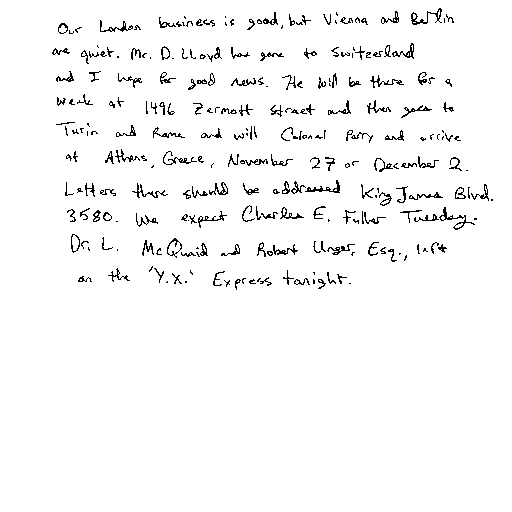 Our London business is good, but Vienna and Berlin
are quiet. Mr. D. Lloyd has gone to Switzerland
and I hope for good news. He will be there for a
week at 1496 Zermott Street and then goes to
Turin and Rome and will Colonel Parry and arrive
at Athens, Greece, November 27 or December 2.
Letters there should be addressed King James Blvd.
3580. We expect Charles E. Fuller Tuesday.
Dr. L. McQuaid and Robert Unger, Esq., left
on the 'Y.X.' Express tonight.